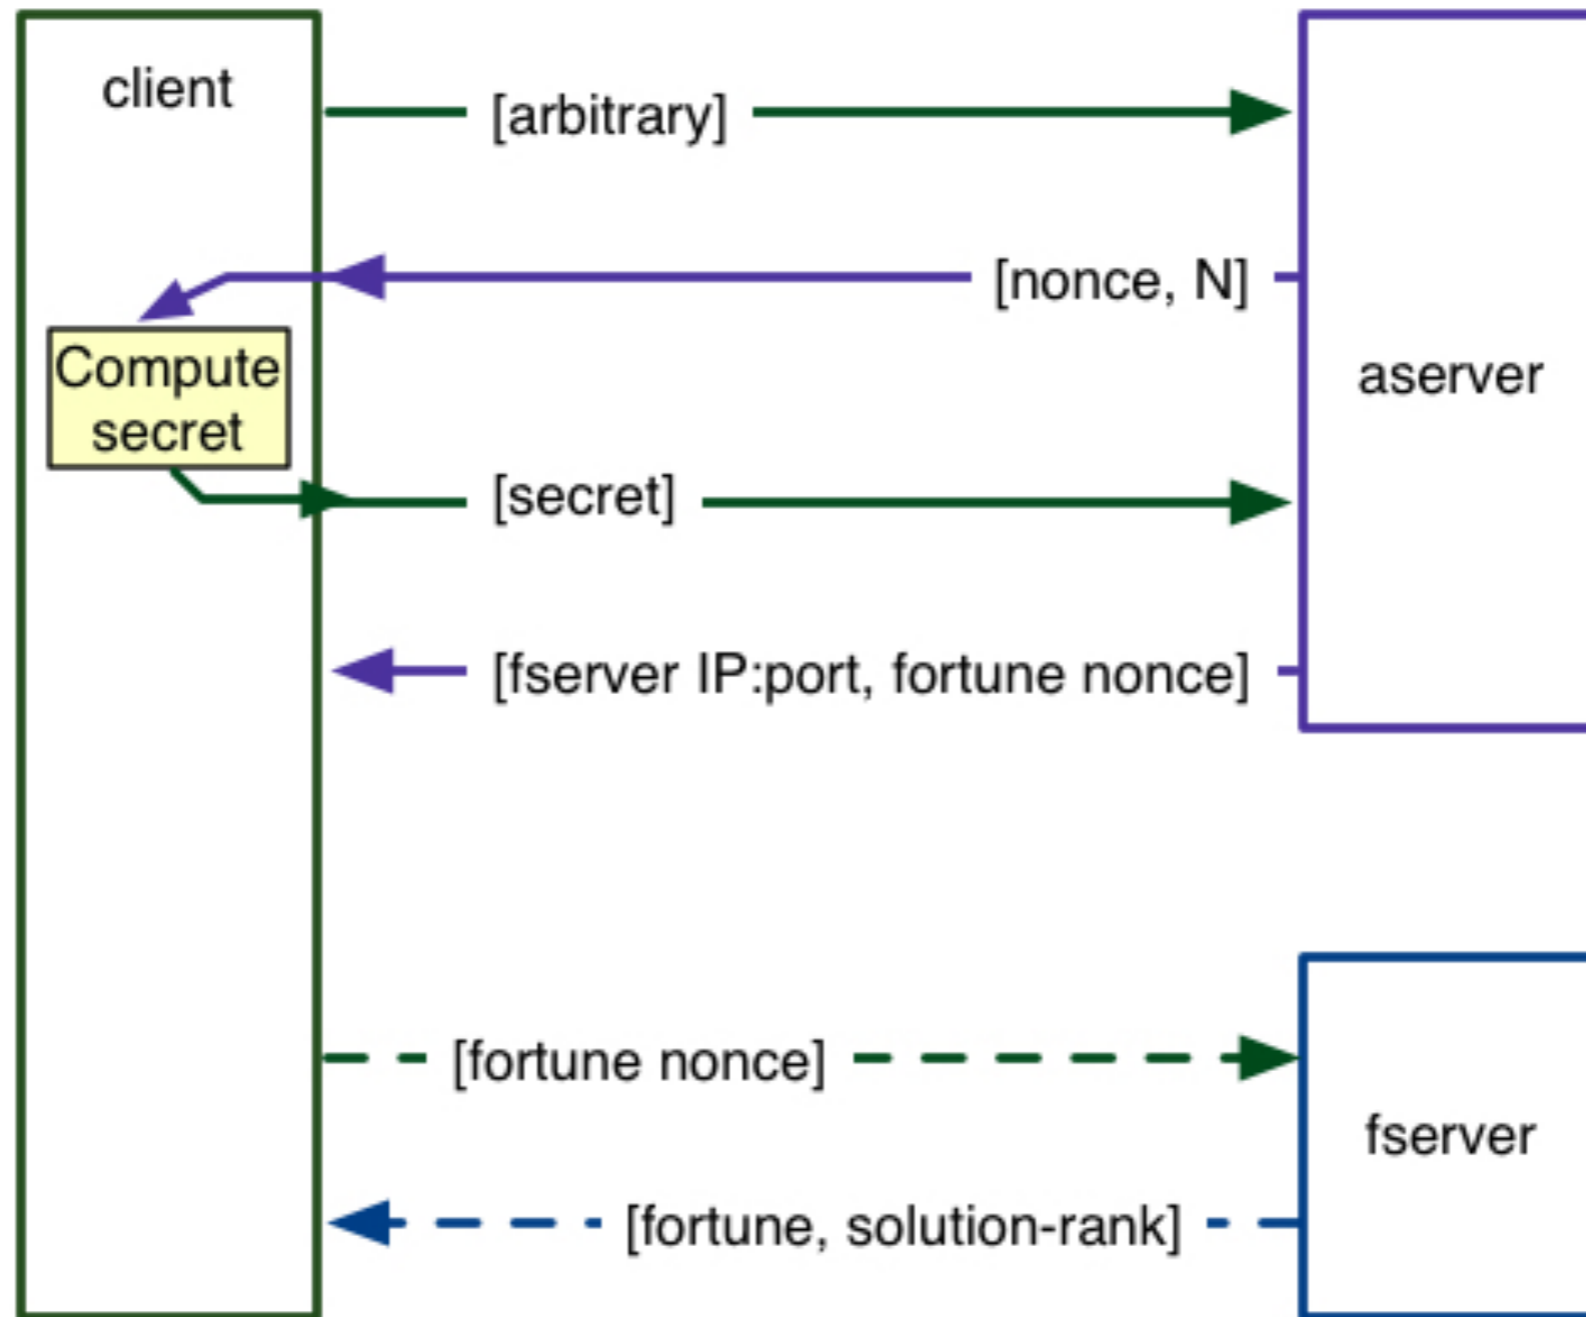 client
[arbitrary]
[nonce, N]
Compute
secret
aserver
[secret]
[fserver IP:port, fortune nonce]
[fortune nonce]
fserver
[fortune, solution-rank]